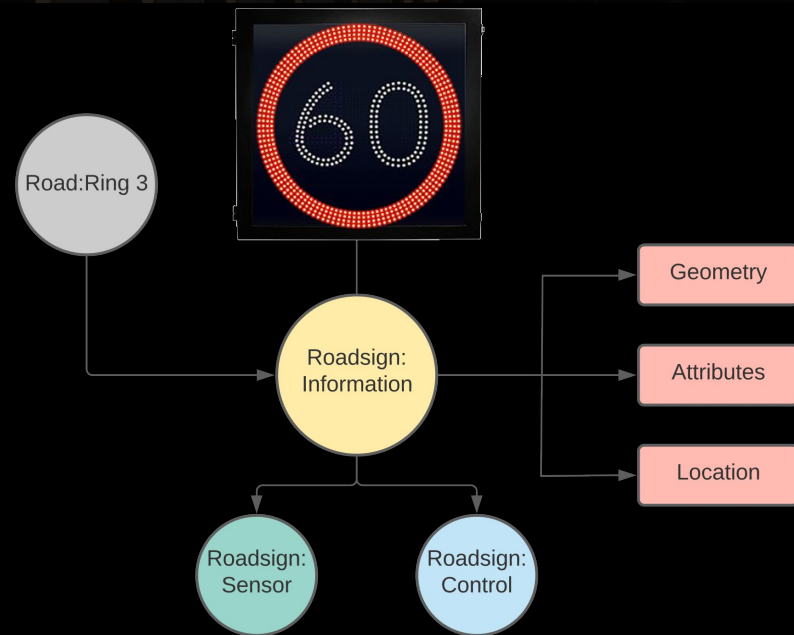 60
Road:Ring 3
Roadsign:
Information
Geometry
Attributes
Location
Roadsign:
Sensor
Roadsign:
Control